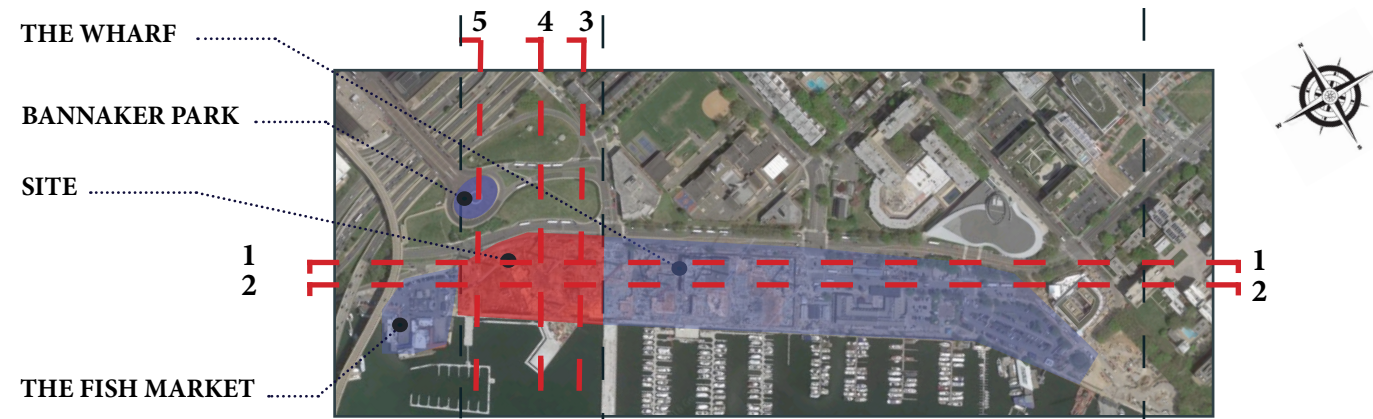 5 4 3
THE WHARF
BANNAKER PARK
SITE
1 1
2 2
THE FISH MARKET